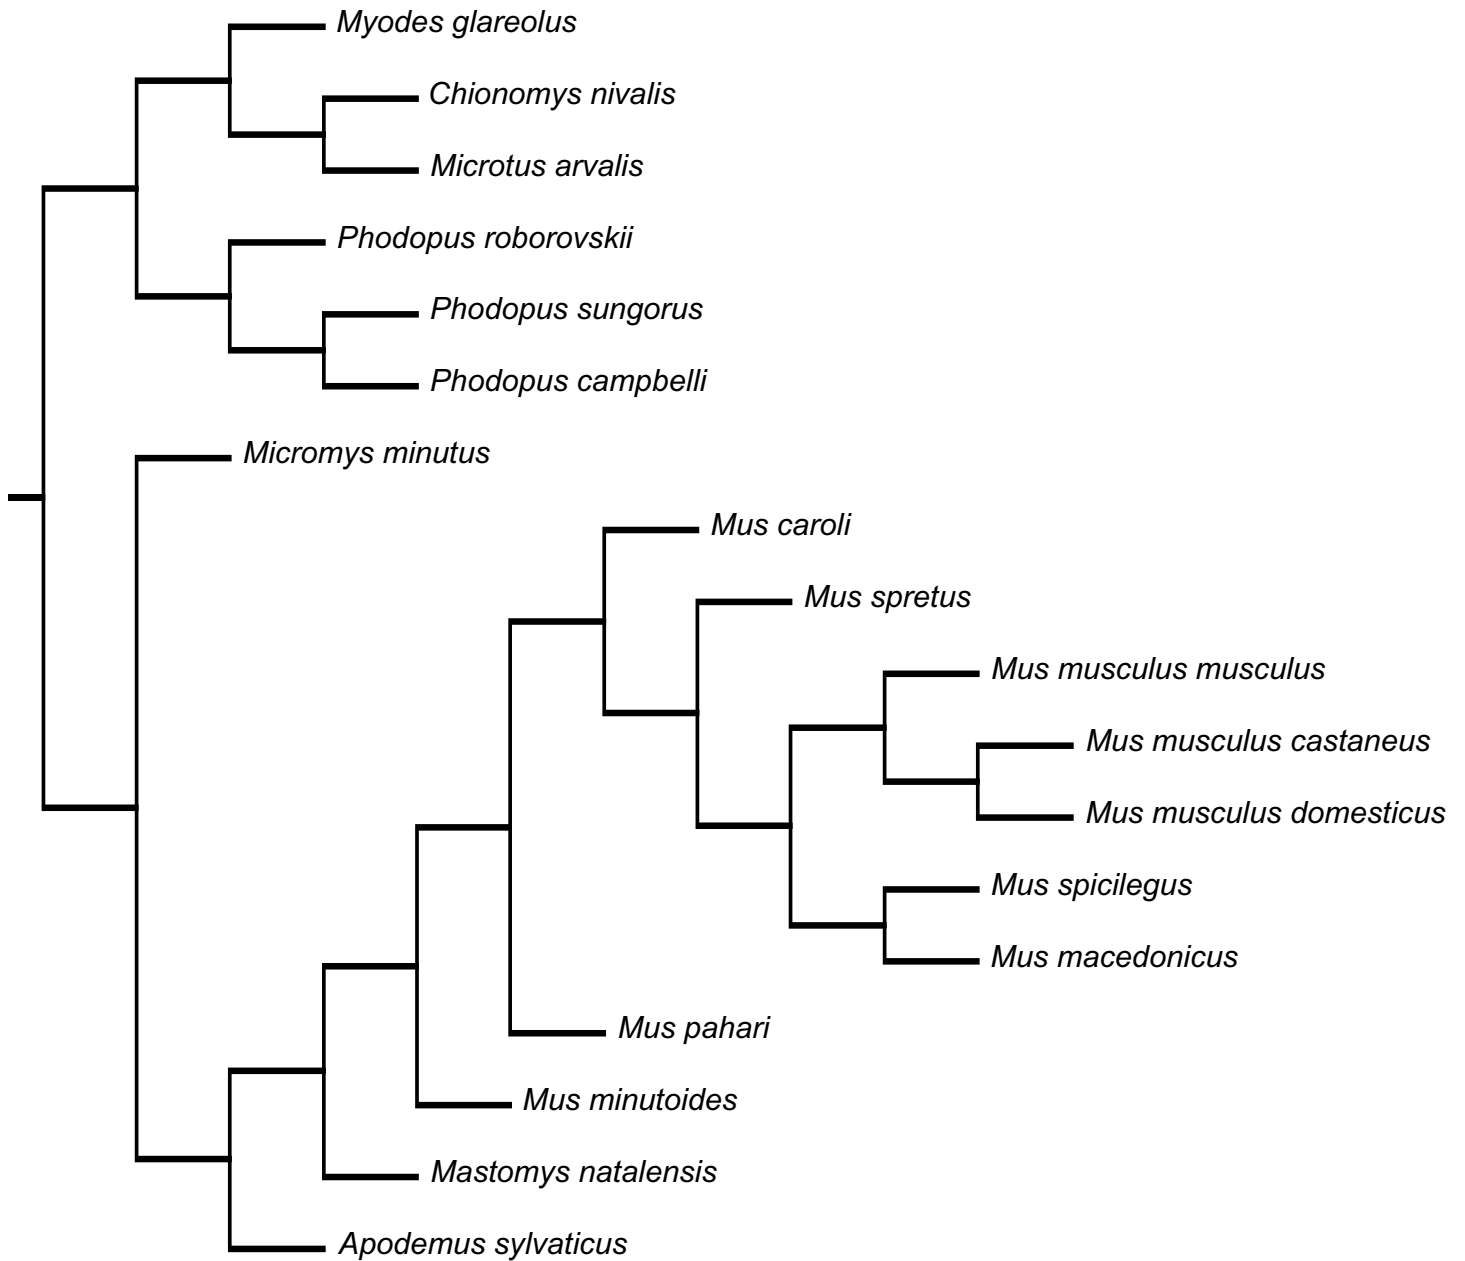 Myodes glareolus
Chionomys nivalis
Microtus arvalis
Phodopus roborovskii
Phodopus sungorus
Phodopus campbelli
Micromys minutus
Mus caroli
Mus spretus
Mus musculus musculus
Mus musculus castaneus
Mus musculus domesticus
Mus spicilegus
Mus macedonicus
Mus pahari
Mus minutoides
Mastomys natalensis
Apodemus sylvaticus